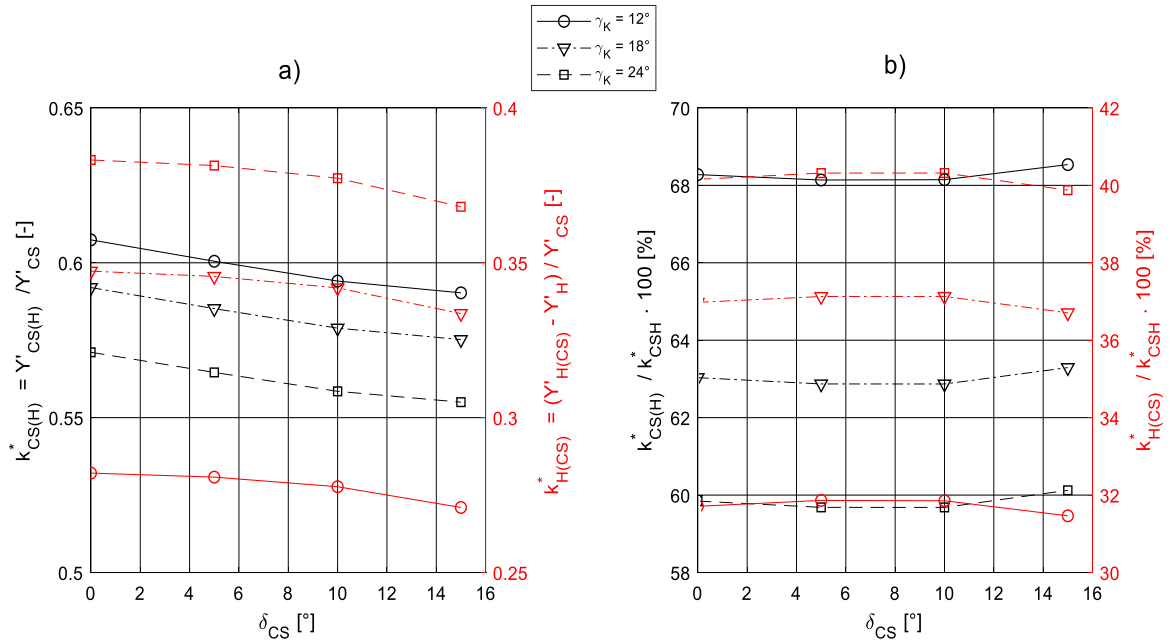 γK = 12°
γK = 18°
γK = 24°
a)
b)
0.65
0.6
0.55
0.5
k*CS(H) = Y'CS(H) /Y'CS [-]
0.4
0.35
0.3
0.25
k*H(CS) = (Y'H(CS) - Y'H) / Y'CS [-]
0 2 4 6 8 10 12 14 16
δCS [°]
70
68
66
64
62
60
58
k*CS(H) / k*CSH · 100 [%]
42
40
38
36
34
32
30
k*H(CS) / k*CSH · 100 [%]
0 2 4 6 8 10 12 14 16
δCS [°]